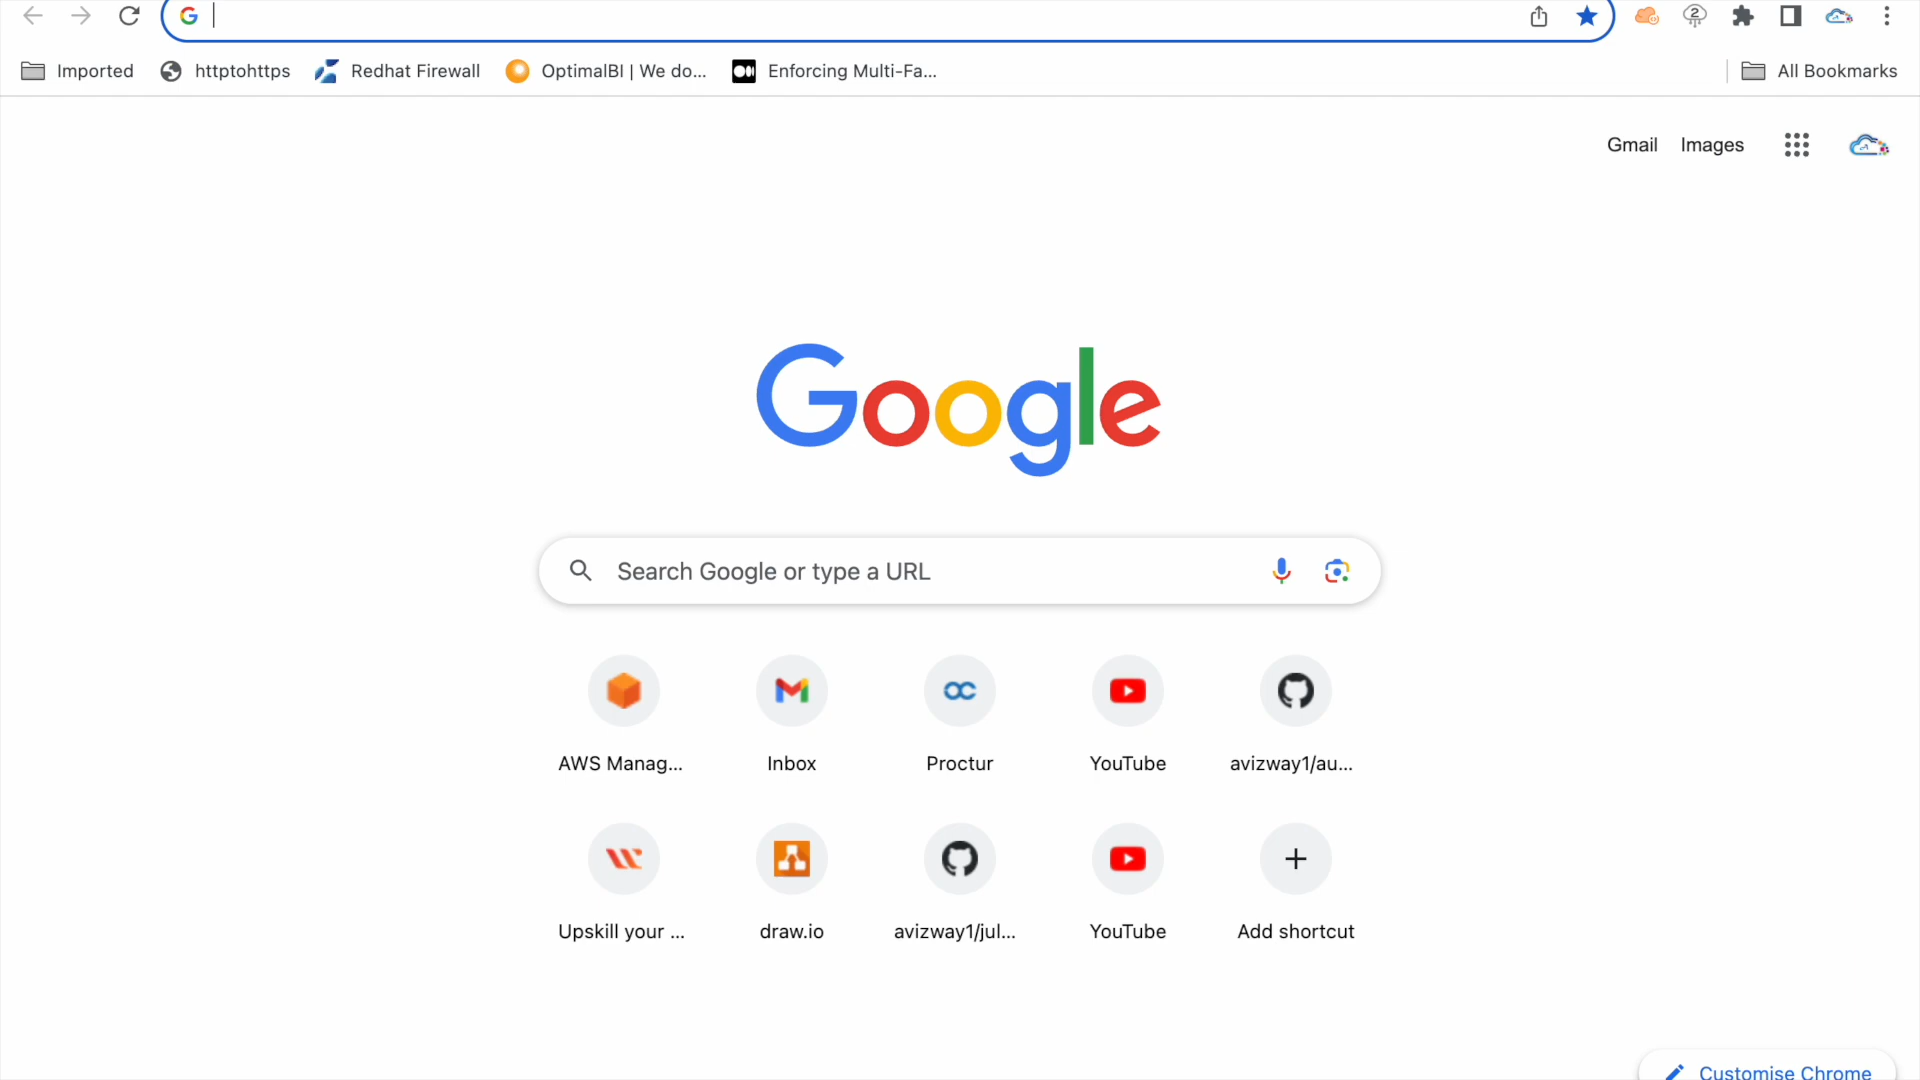 Imported httptohttps Redhat Firewall OptimalBI | We do... Enforcing Multi-Fa... All Bookmarks
Gmail Images
Google
Search Google or type a URL
AWS Manag... Inbox Proctur YouTube avizway1/au...
Upskill your ... draw.io avizway1/jul... YouTube Add shortcut
Customise Chrome